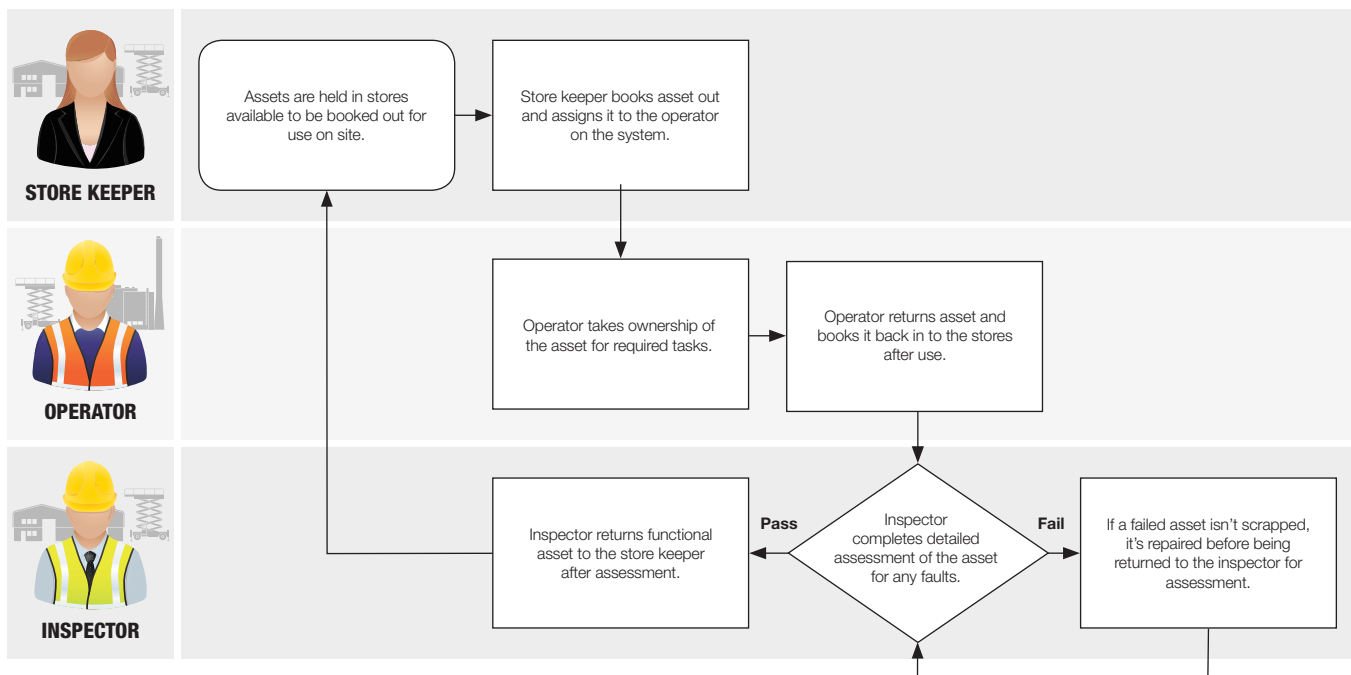 STORE KEEPER
Assets are held in stores
available to be booked out for
use on site.
Store keeper books asset out
and assigns it to the operator
on the system.
OPERATOR
Operator takes ownership of
the asset for required tasks.
Operator returns asset and
books it back in to the stores
after use.
INSPECTOR
Inspector returns functional
asset to the store keeper
after assessment.
Pass
Inspector
completes detailed
assessment of the asset
for any faults.
Fail
If a failed asset isn’t scrapped,
it’s repaired before being
returned to the inspector for
assessment.